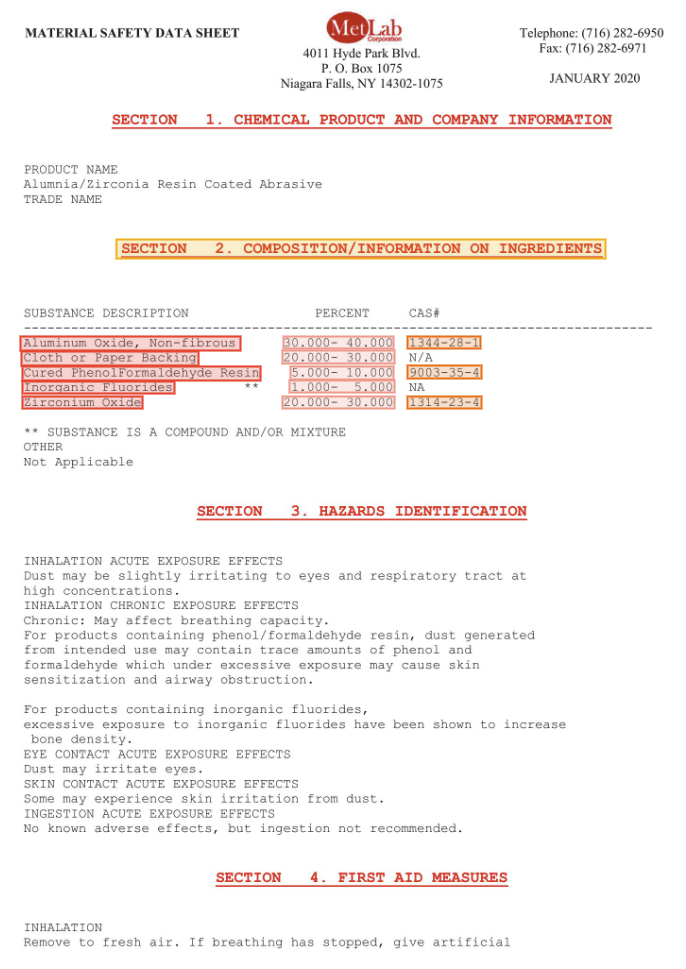 MATERIAL SAFETY DATA SHEET
MetLab
Corporation
4011 Hyde Park Blvd.
P. O. Box 1075
Niagara Falls, NY 14302-1075
Telephone: (716) 282-6950
Fax: (716) 282-6971
JANUARY 2020
SECTION 1. CHEMICAL PRODUCT AND COMPANY INFORMATION
PRODUCT NAME
Alumnia/Zirconia Resin Coated Abrasive
TRADE NAME
SECTION 2. COMPOSITION/INFORMATION ON INGREDIENTS
SUBSTANCE DESCRIPTION PERCENT CAS#
--------------------------------------------------------------------------------
Aluminum Oxide, Non-fibrous 30.000- 40.000 1344-28-1
Cloth or Paper Backing 20.000- 30.000 N/A
Cured PhenolFormaldehyde Resin 5.000- 10.000 9003-35-4
Inorganic Fluorides ** 1.000- 5.000 NA
Zirconium Oxide 20.000- 30.000 1314-23-4
** SUBSTANCE IS A COMPOUND AND/OR MIXTURE
OTHER
Not Applicable
SECTION 3. HAZARDS IDENTIFICATION
INHALATION ACUTE EXPOSURE EFFECTS
Dust may be slightly irritating to eyes and respiratory tract at
high concentrations.
INHALATION CHRONIC EXPOSURE EFFECTS
Chronic: May affect breathing capacity.
For products containing phenol/formaldehyde resin, dust generated
from intended use may contain trace amounts of phenol and
formaldehyde which under excessive exposure may cause skin
sensitization and airway obstruction.
For products containing inorganic fluorides,
excessive exposure to inorganic fluorides have been shown to increase
bone density.
EYE CONTACT ACUTE EXPOSURE EFFECTS
Dust may irritate eyes.
SKIN CONTACT ACUTE EXPOSURE EFFECTS
Some may experience skin irritation from dust.
INGESTION ACUTE EXPOSURE EFFECTS
No known adverse effects, but ingestion not recommended.
SECTION 4. FIRST AID MEASURES
INHALATION
Remove to fresh air. If breathing has stopped, give artificial